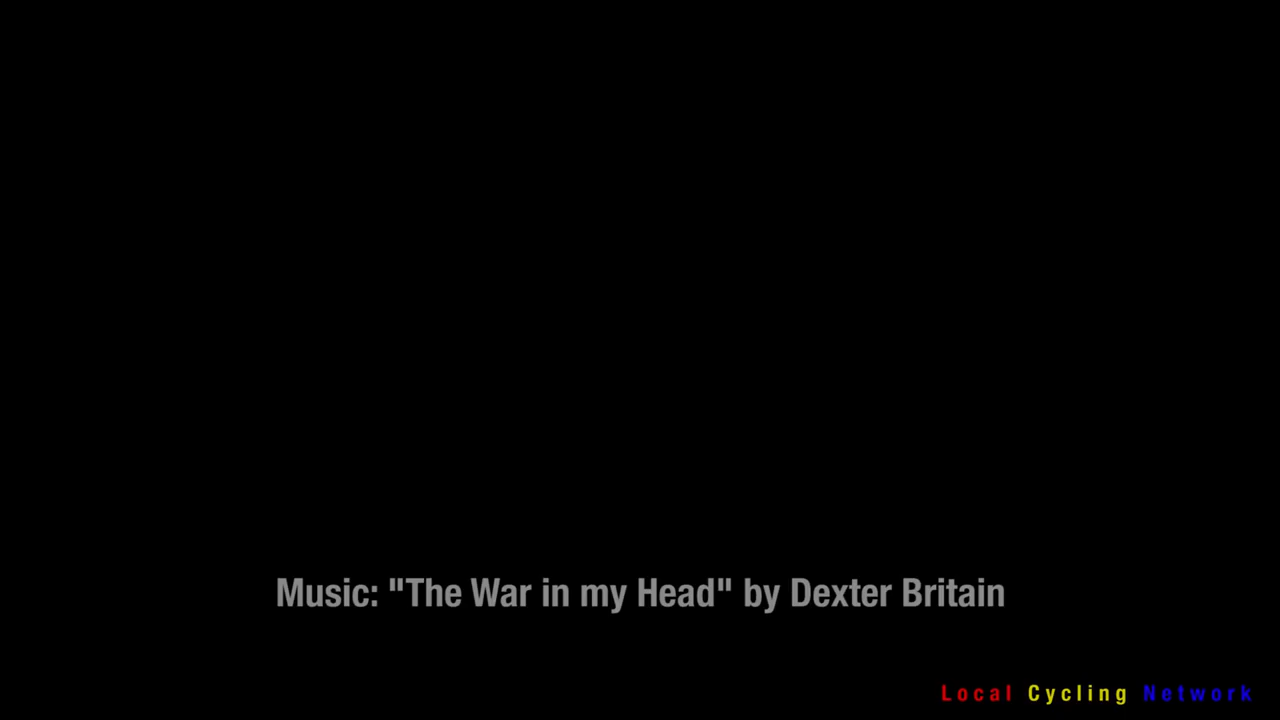 Music: "The War in my Head" by Dexter Britain
Local Cycling Network